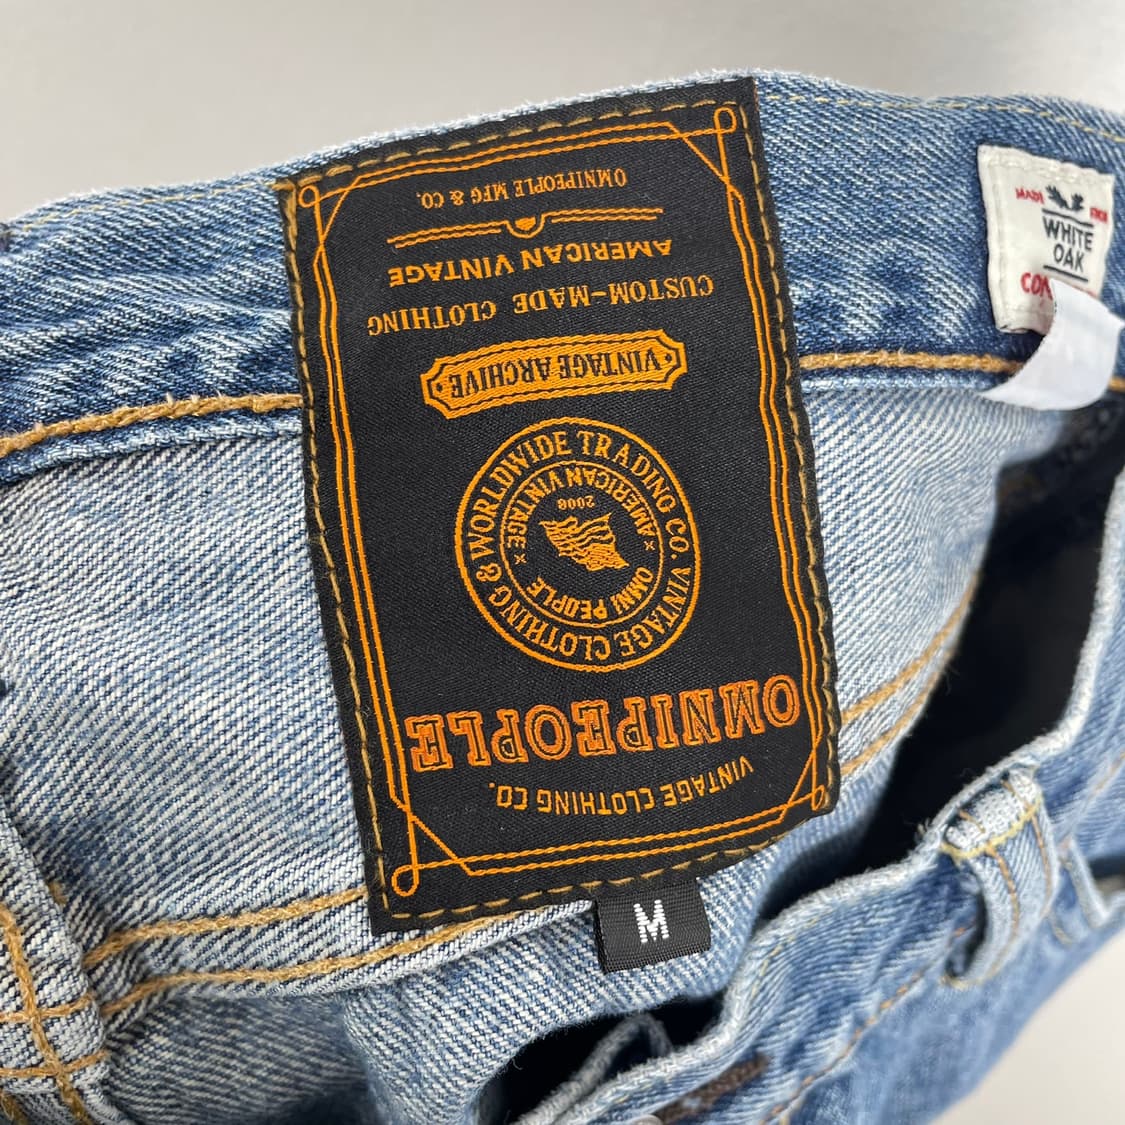 VINTAGE CLOTHING CO.
OMNIPEOPLE
VINTAGE CLOTHING & WORLDWIDE TRADING CO.
OMNI PEOPLE
AMERICAN VINTAGE
2008
X X
· VINTAGE ARCHIVE ·
CUSTOM-MADE CLOTHING
AMERICAN VINTAGE
OMNIPEOPLE MFG & CO.
M
MADE
WHITE
OAK